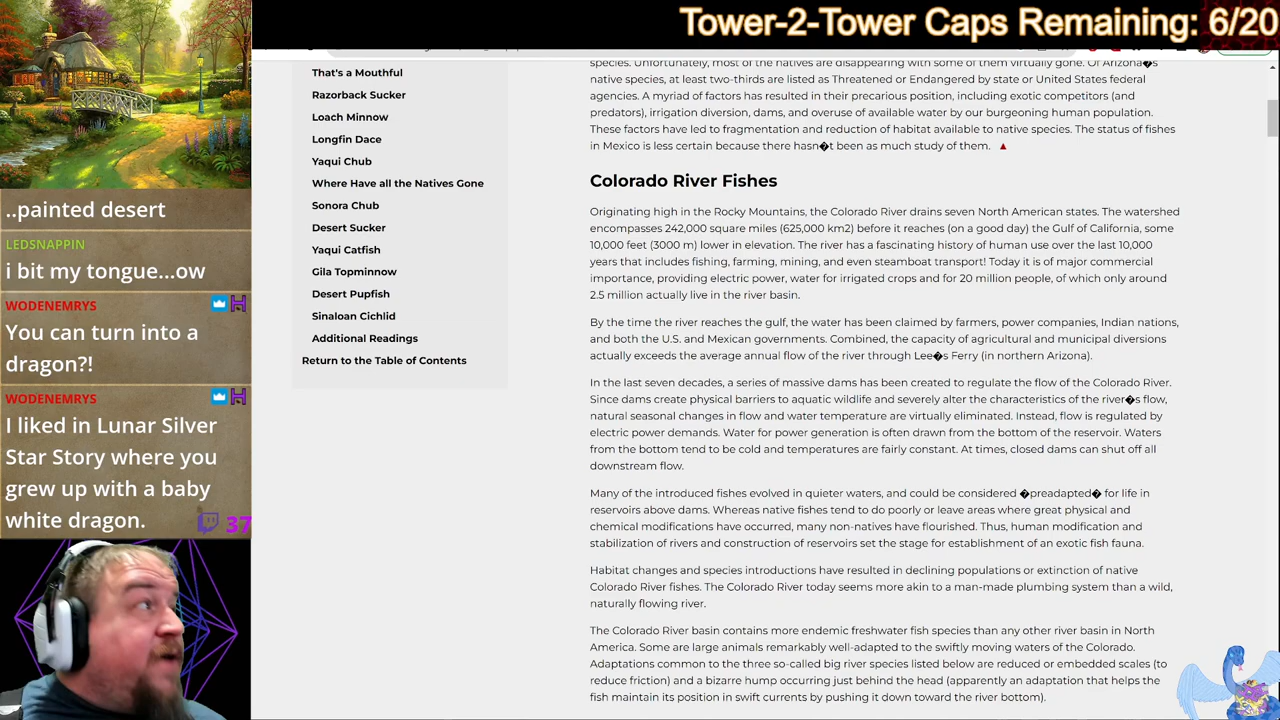 Tower-2-Tower Caps Remaining: 6/20
..painted desert
LEDSNAPPIN
i bit my tongue...ow
WODENEMRYS
You can turn into a
dragon?!
WODENEMRYS
I liked in Lunar Silver
Star Story where you
grew up with a baby
white dragon.
37
That's a Mouthful
Razorback Sucker
Loach Minnow
Longfin Dace
Yaqui Chub
Where Have all the Natives Gone
Sonora Chub
Desert Sucker
Yaqui Catfish
Gila Topminnow
Desert Pupfish
Sinaloan Cichlid
Additional Readings
Return to the Table of Contents
species. Unfortunately, most of the natives are disappearing with some of them virtually gone. Of Arizona�s
native species, at least two-thirds are listed as Threatened or Endangered by state or United States federal
agencies. A myriad of factors has resulted in their precarious position, including exotic competitors (and
predators), irrigation diversion, dams, and overuse of available water by our burgeoning human population.
These factors have led to fragmentation and reduction of habitat available to native species. The status of fishes
in Mexico is less certain because there hasn�t been as much study of them. ▲
Colorado River Fishes
Originating high in the Rocky Mountains, the Colorado River drains seven North American states. The watershed
encompasses 242,000 square miles (625,000 km2) before it reaches (on a good day) the Gulf of California, some
10,000 feet (3000 m) lower in elevation. The river has a fascinating history of human use over the last 10,000
years that includes fishing, farming, mining, and even steamboat transport! Today it is of major commercial
importance, providing electric power, water for irrigated crops and for 20 million people, of which only around
2.5 million actually live in the river basin.
By the time the river reaches the gulf, the water has been claimed by farmers, power companies, Indian nations,
and both the U.S. and Mexican governments. Combined, the capacity of agricultural and municipal diversions
actually exceeds the average annual flow of the river through Lee�s Ferry (in northern Arizona).
In the last seven decades, a series of massive dams has been created to regulate the flow of the Colorado River.
Since dams create physical barriers to aquatic wildlife and severely alter the characteristics of the river�s flow,
natural seasonal changes in flow and water temperature are virtually eliminated. Instead, flow is regulated by
electric power demands. Water for power generation is often drawn from the bottom of the reservoir. Waters
from the bottom tend to be cold and temperatures are fairly constant. At times, closed dams can shut off all
downstream flow.
Many of the introduced fishes evolved in quieter waters, and could be considered �preadapted� for life in
reservoirs above dams. Whereas native fishes tend to do poorly or leave areas where great physical and
chemical modifications have occurred, many non-natives have flourished. Thus, human modification and
stabilization of rivers and construction of reservoirs set the stage for establishment of an exotic fish fauna.
Habitat changes and species introductions have resulted in declining populations or extinction of native
Colorado River fishes. The Colorado River today seems more akin to a man-made plumbing system than a wild,
naturally flowing river.
The Colorado River basin contains more endemic freshwater fish species than any other river basin in North
America. Some are large animals remarkably well-adapted to the swiftly moving waters of the Colorado.
Adaptations common to the three so-called big river species listed below are reduced or embedded scales (to
reduce friction) and a bizarre hump occurring just behind the head (apparently an adaptation that helps the
fish maintain its position in swift currents by pushing it down toward the river bottom).